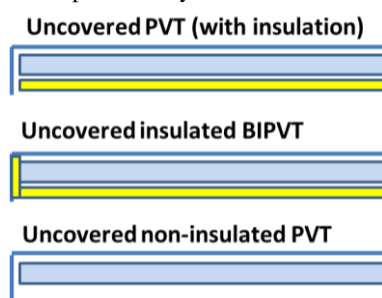 Uncovered PVT (with insulation)
Uncovered insulated BIPVT
Uncovered non-insulated PVT